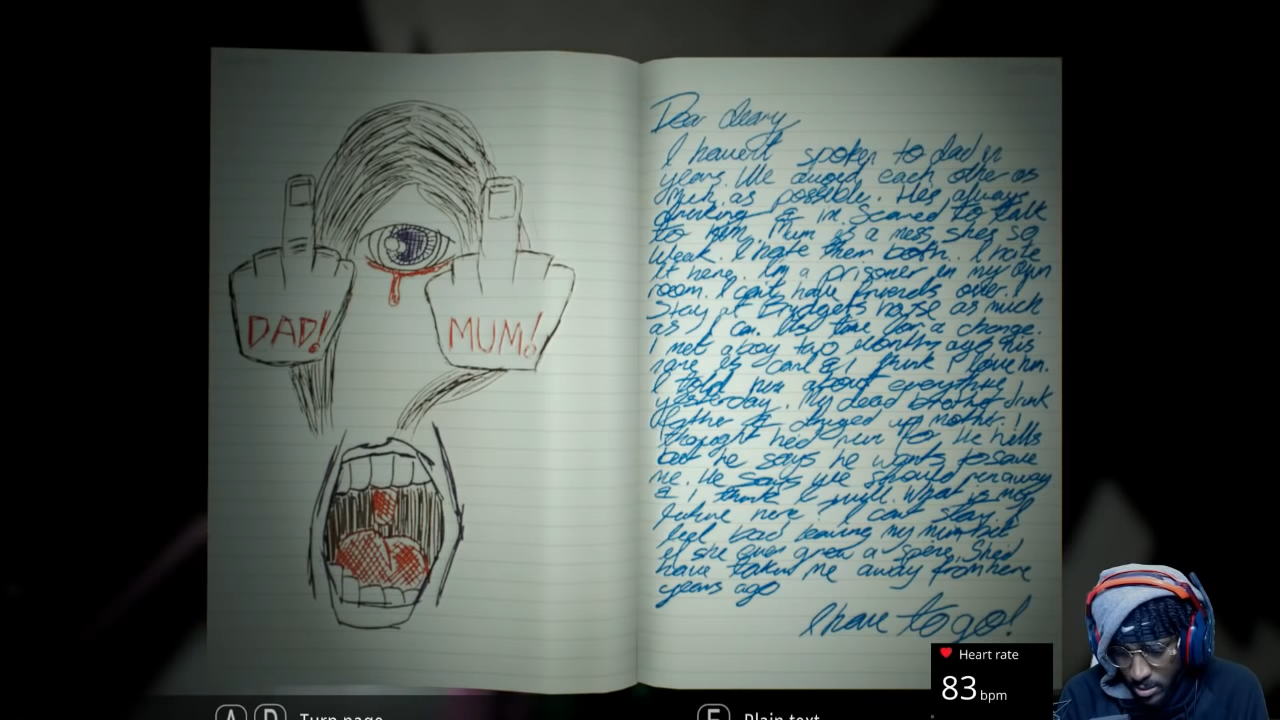 DAD!
MUM!
Dear diary
I haven't spoken to dad in
years. We avoid each other as
much as possible. Hes always
drinking & im scared to talk
to him. Mum is a mess, shes so
weak. I hate them both. I hate
it here. Im a prisoner in my own
room. I can't have friends over. I
stay at Bridgets house as much
as I can. for a change.
I met a boy two months ago. His
name is Carl & I think I love him.
I told him about everything
yesterday. My dead brother, drunk
father & drugged up mother. I
thought he'd run for the hills
but he says he wants to save
me. He says we should run away
& I think I will. What is my
future here. I can't stay. I
feel bad leaving my mum but
if she ever grew a spine, She'd
have taken me away from here
years ago
I have to go!
Heart rate
83 bpm
A D Turn page
E Plain text